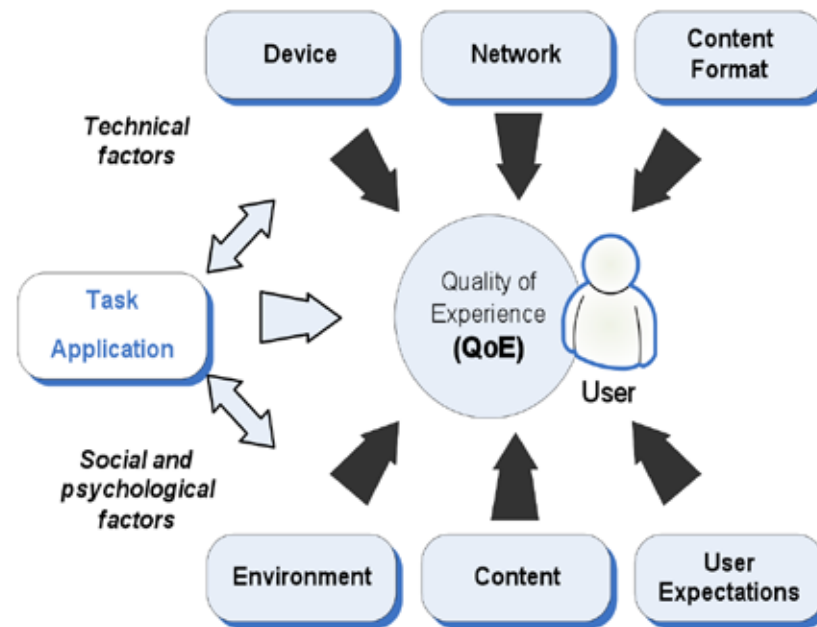 Device
Network
Content
Format
Technical
factors
Task
Application
Quality of
Experience
(QoE)
User
Social and
psychological
factors
Environment
Content
User
Expectations